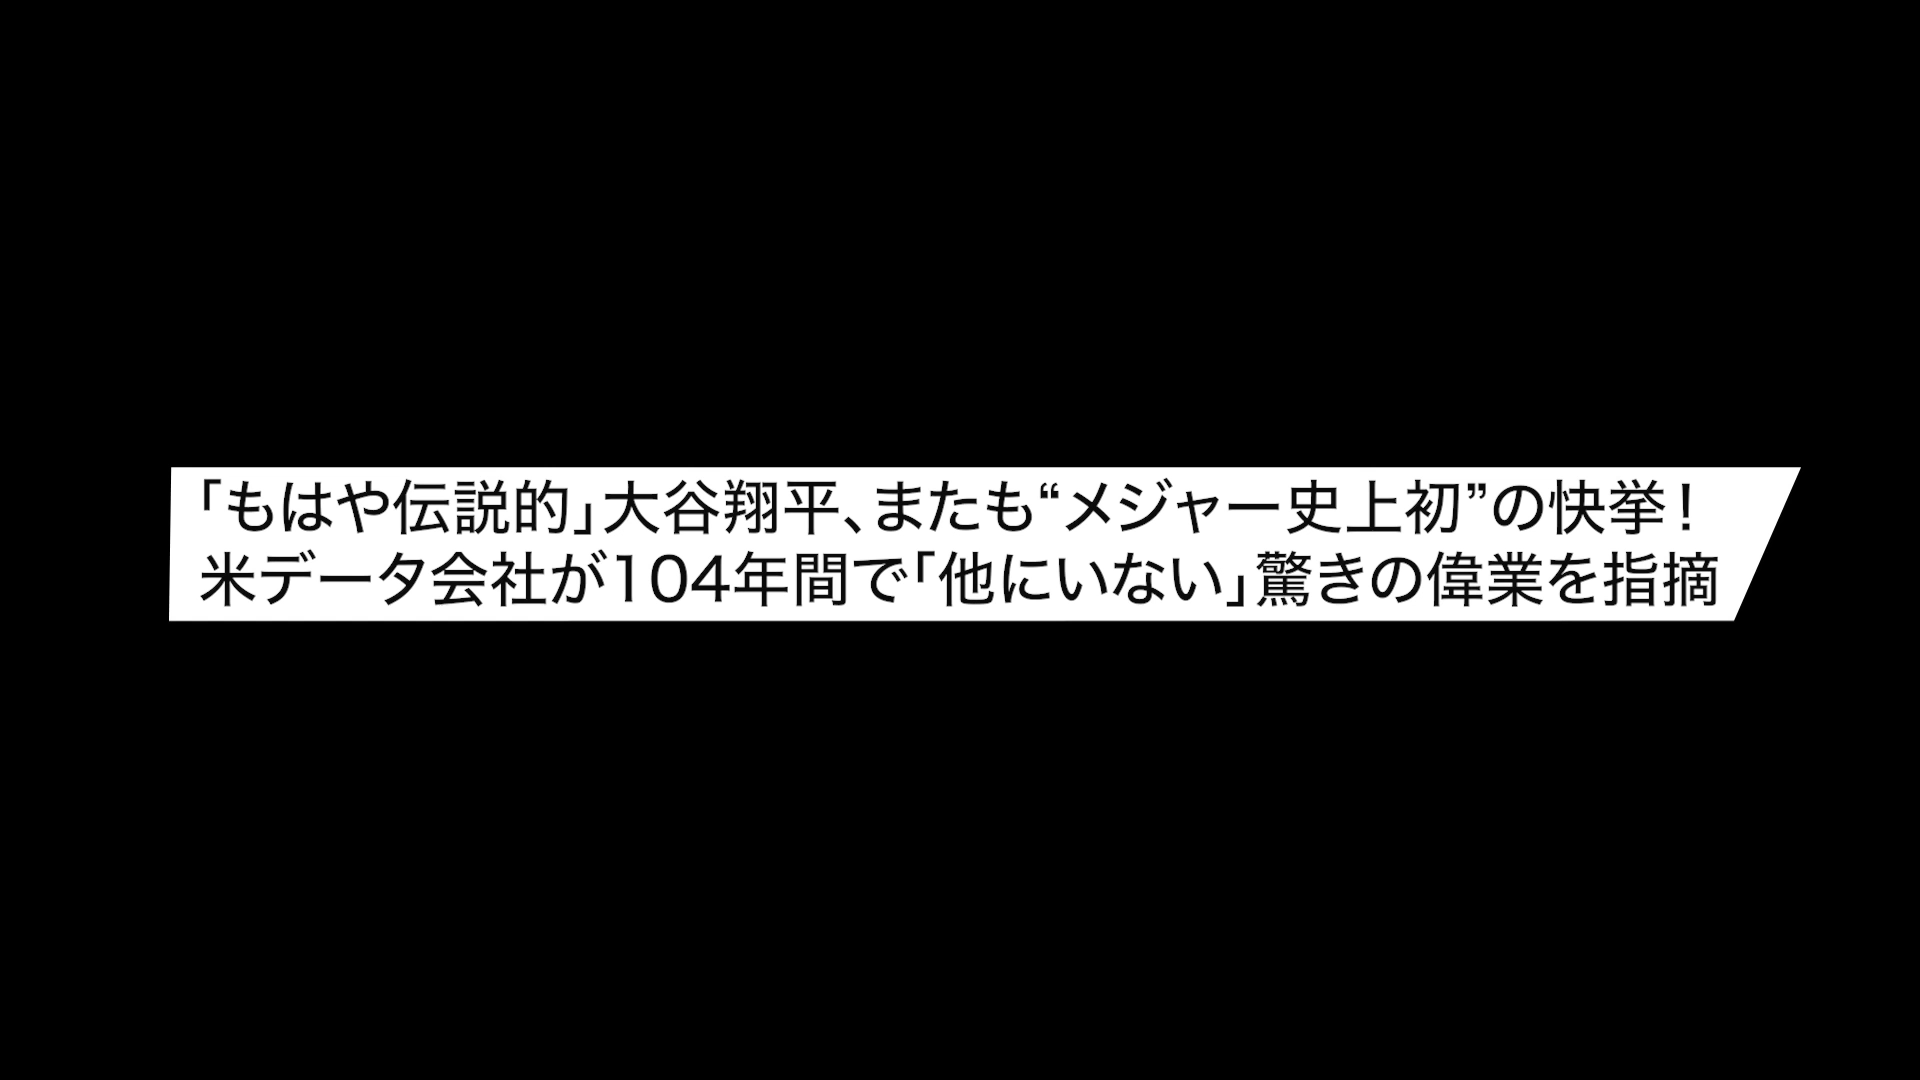 「もはや伝説的」大谷翔平、またも“メジャー史上初”の快挙！
米データ会社が104年間で「他にいない」驚きの偉業を指摘